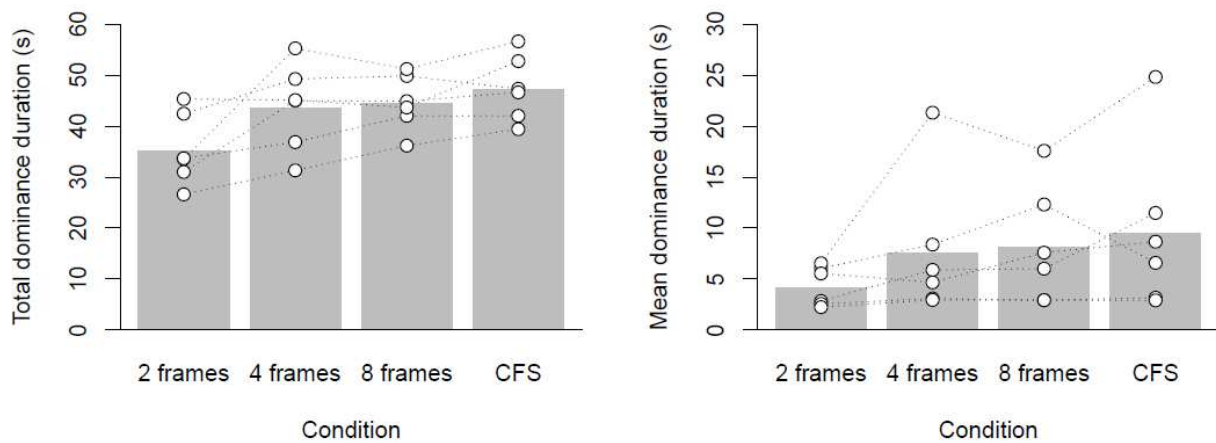 Total dominance duration (s)
60
50
40
30
20
10
0
2 frames 4 frames 8 frames CFS
Condition
Mean dominance duration (s)
30
25
20
15
10
5
0
2 frames 4 frames 8 frames CFS
Condition